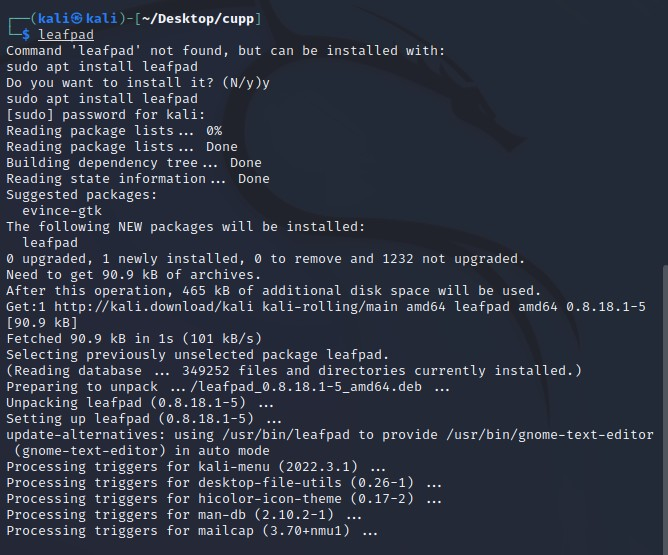 ┌──(kali㉿kali)-[~/Desktop/cupp]
└─$ leafpad
Command 'leafpad' not found, but can be installed with:
sudo apt install leafpad
Do you want to install it? (N/y)y
sudo apt install leafpad
[sudo] password for kali:
Reading package lists... 0%
Reading package lists... Done
Building dependency tree... Done
Reading state information... Done
Suggested packages:
  evince-gtk
The following NEW packages will be installed:
  leafpad
0 upgraded, 1 newly installed, 0 to remove and 1232 not upgraded.
Need to get 90.9 kB of archives.
After this operation, 465 kB of additional disk space will be used.
Get:1 http://kali.download/kali kali-rolling/main amd64 leafpad amd64 0.8.18.1-5
[90.9 kB]
Fetched 90.9 kB in 1s (101 kB/s)
Selecting previously unselected package leafpad.
(Reading database ... 349252 files and directories currently installed.)
Preparing to unpack .../leafpad_0.8.18.1-5_amd64.deb ...
Unpacking leafpad (0.8.18.1-5) ...
Setting up leafpad (0.8.18.1-5) ...
update-alternatives: using /usr/bin/leafpad to provide /usr/bin/gnome-text-editor
 (gnome-text-editor) in auto mode
Processing triggers for kali-menu (2022.3.1) ...
Processing triggers for desktop-file-utils (0.26-1) ...
Processing triggers for hicolor-icon-theme (0.17-2) ...
Processing triggers for man-db (2.10.2-1) ...
Processing triggers for mailcap (3.70+nmu1) ...